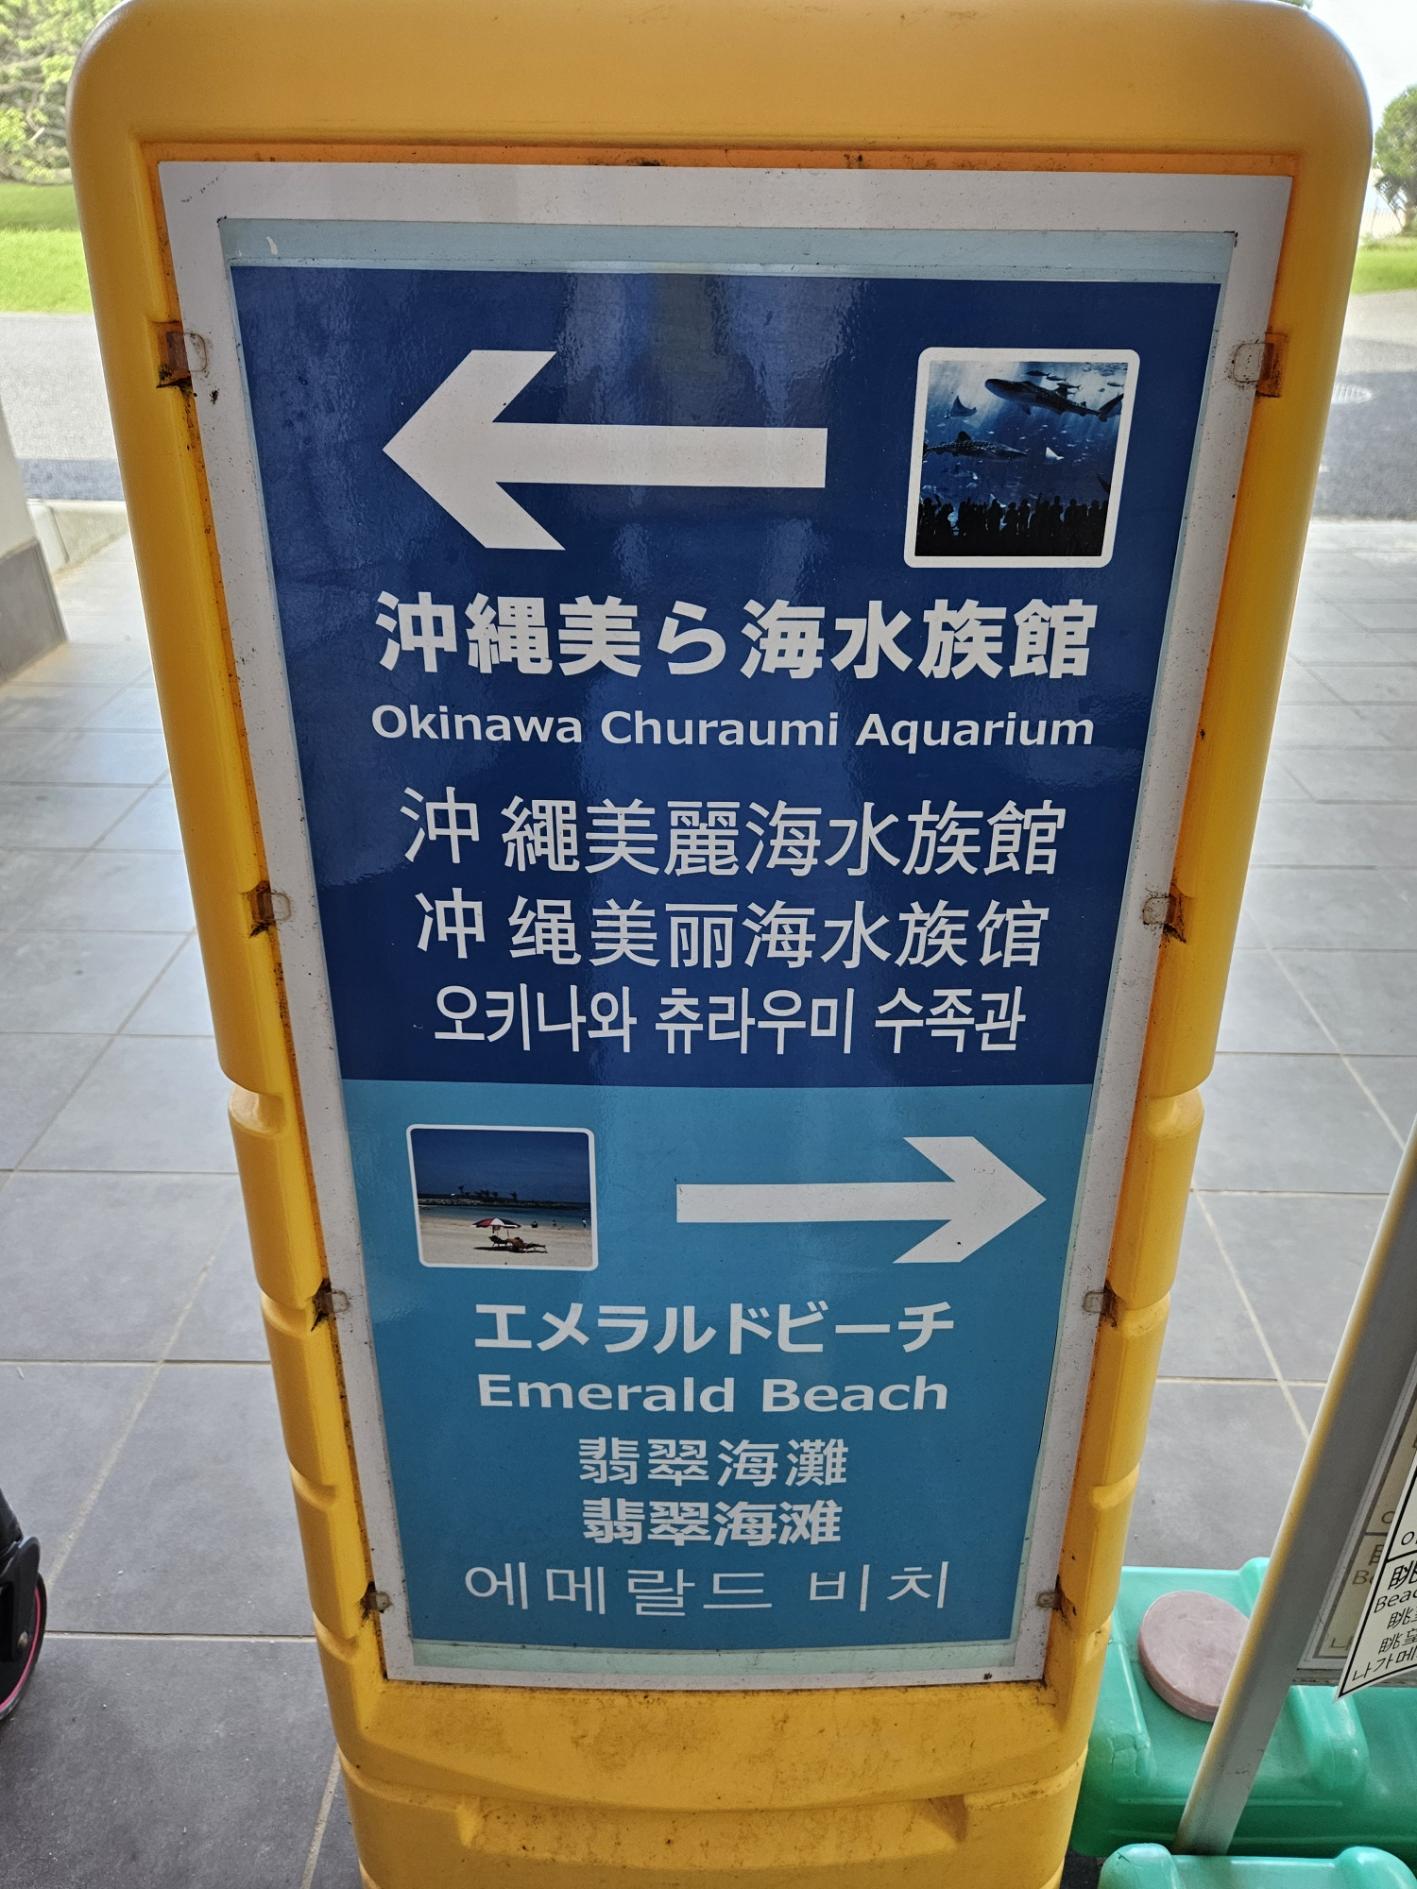 沖縄美ら海水族館
Okinawa Churaumi Aquarium
沖繩美麗海水族館
冲绳美丽海水族馆
오키나와 츄라우미 수족관
エメラルドビーチ
Emerald Beach
翡翠海灘
翡翠海滩
에메랄드 비치